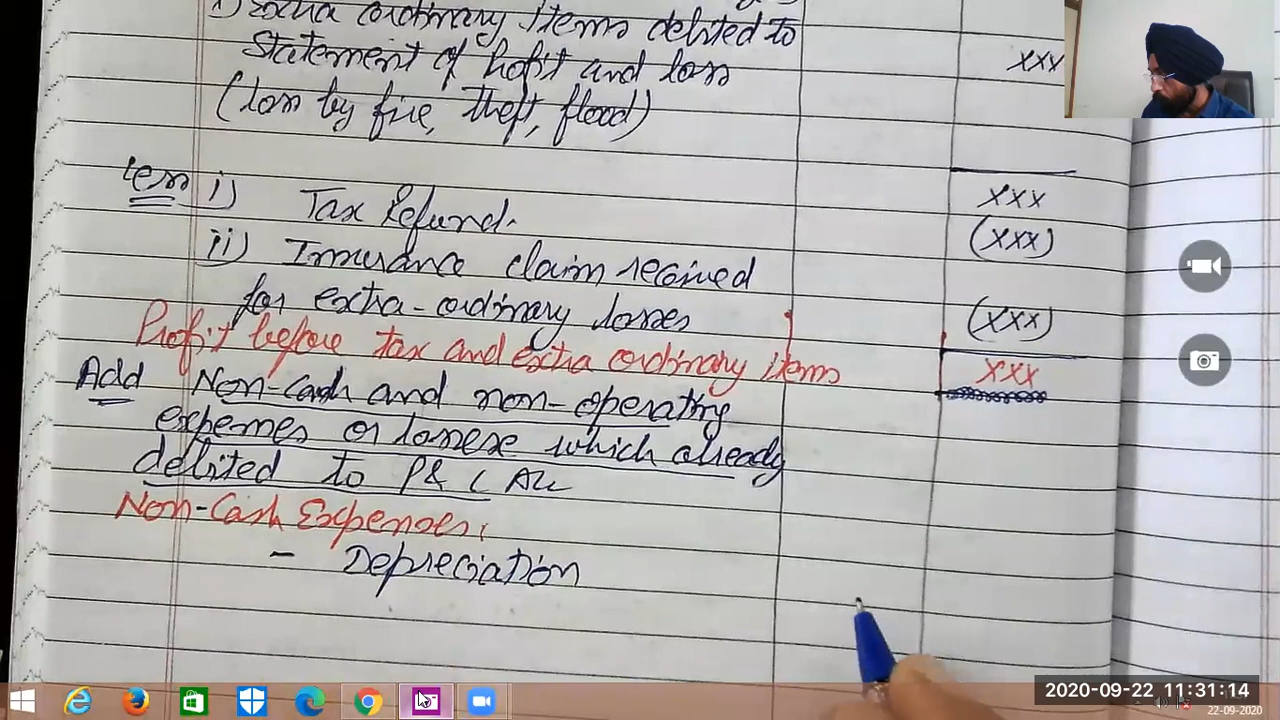 Extra ordinary Items debited to
Statement of Profit and loss
xxx
(loss by fire, theft, flood)
xxx
i) Tax Refund.
(xxx)
ii) Insurance claim received
for extra-ordinary losses
(xxx)
Profit before tax and extra ordinary items
xxx
Add Non-Cash and non-operating
expenses or losses which already
debited to P& L A/c
Non-Cash Expenses:
- Depreciation
2020-09-22 11:31:14
22-09-2020